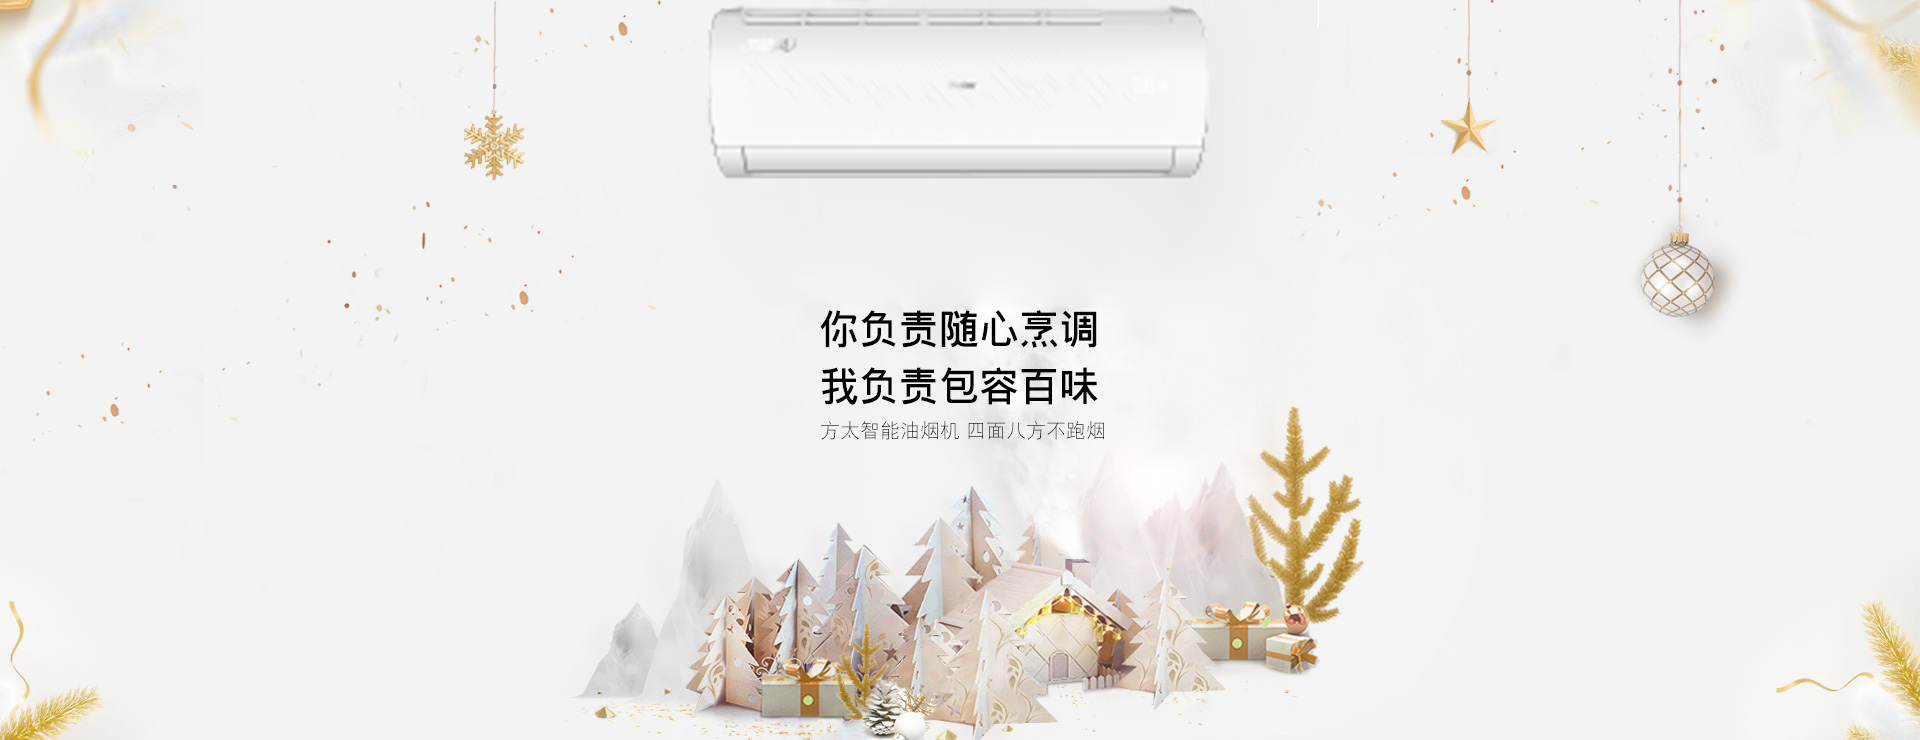 你负责随心烹调
我负责包容百味
方太智能油烟机 四面八方不跑烟